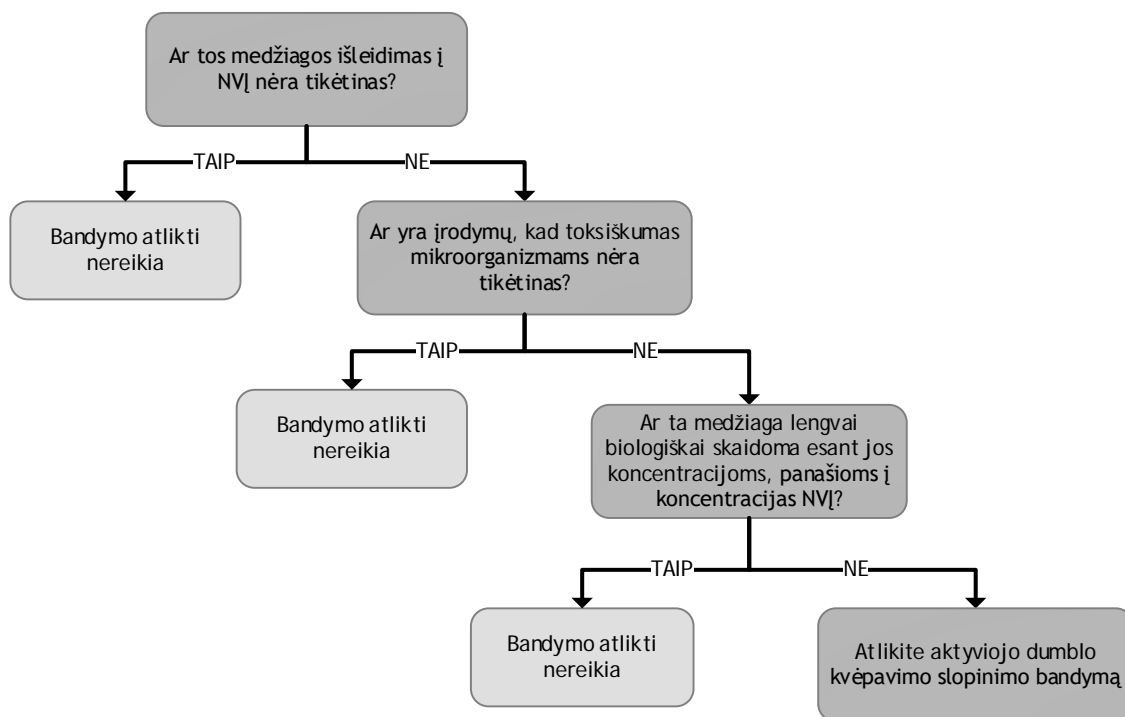 Ar tos medžiagos išleidimas į
NVĮ nėra tikėtinas?
TAIP
NE
Bandymo atlikti
nereikia
Ar yra įrodymų, kad toksiškumas
mikroorganizmams nėra
tikėtinas?
TAIP
NE
Bandymo atlikti
nereikia
Ar ta medžiaga lengvai
biologiškai skaidoma esant jos
koncentracijoms, panašioms į
koncentracijas NVĮ?
TAIP
NE
Bandymo atlikti
nereikia
Atlikite aktyviojo dumblo
kvėpavimo slopinimo bandymą